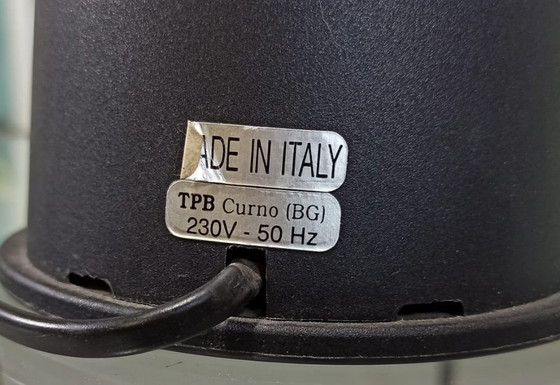 ADE IN ITALY
TPB Curno (BG)
230V - 50 Hz